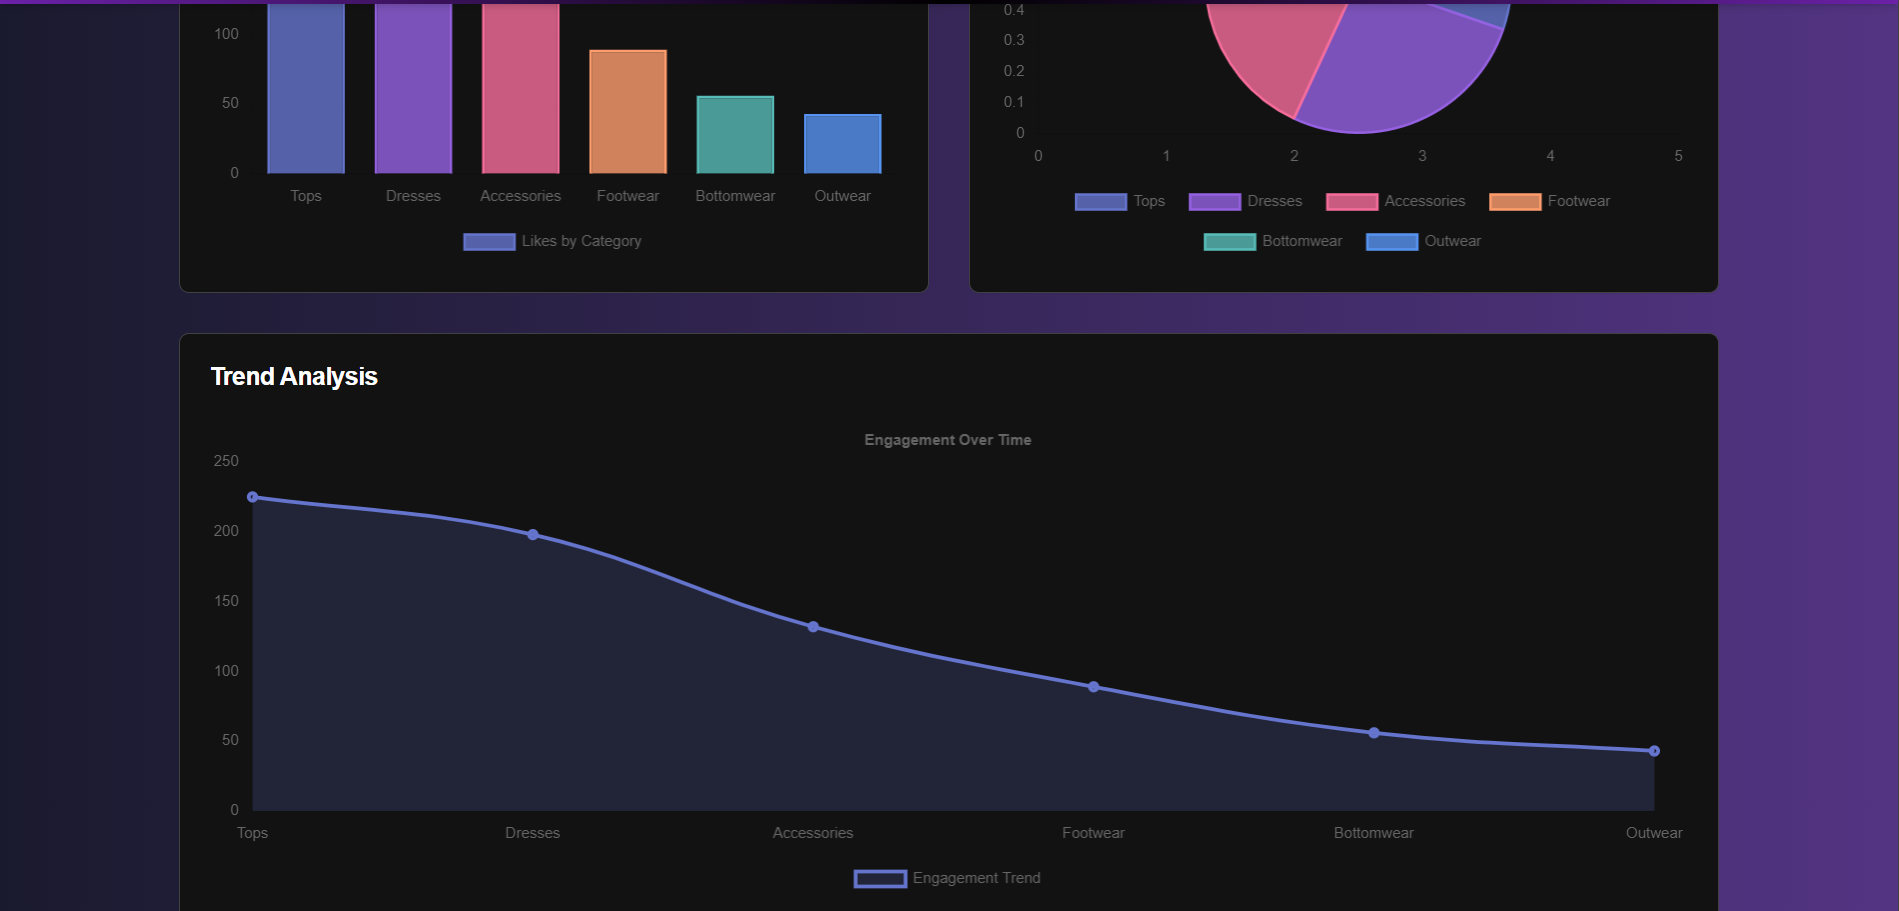 100
50
0
Tops Dresses Accessories Footwear Bottomwear Outwear
Likes by Category
0.4
0.3
0.2
0.1
0
0 1 2 3 4 5
Tops Dresses Accessories Footwear
Bottomwear Outwear
Trend Analysis
Engagement Over Time
250
200
150
100
50
0
Tops Dresses Accessories Footwear Bottomwear Outwear
Engagement Trend